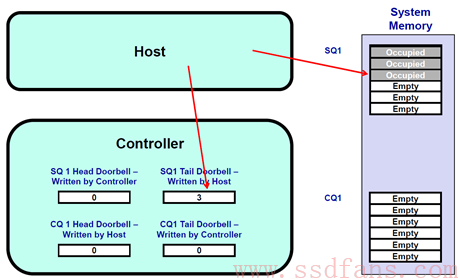 System
Memory
Host
SQ1
Occupied
Occupied
Occupied
Empty
Empty
Empty
Controller
SQ 1 Head Doorbell –
Written by Controller
0
SQ1 Tail Doorbell –
Written by Host
3
CQ 1 Head Doorbell –
Written by Host
0
CQ1 Tail Doorbell –
Written by Controller
0
CQ1
Empty
Empty
Empty
Empty
Empty
Empty
www.ssdfans.com